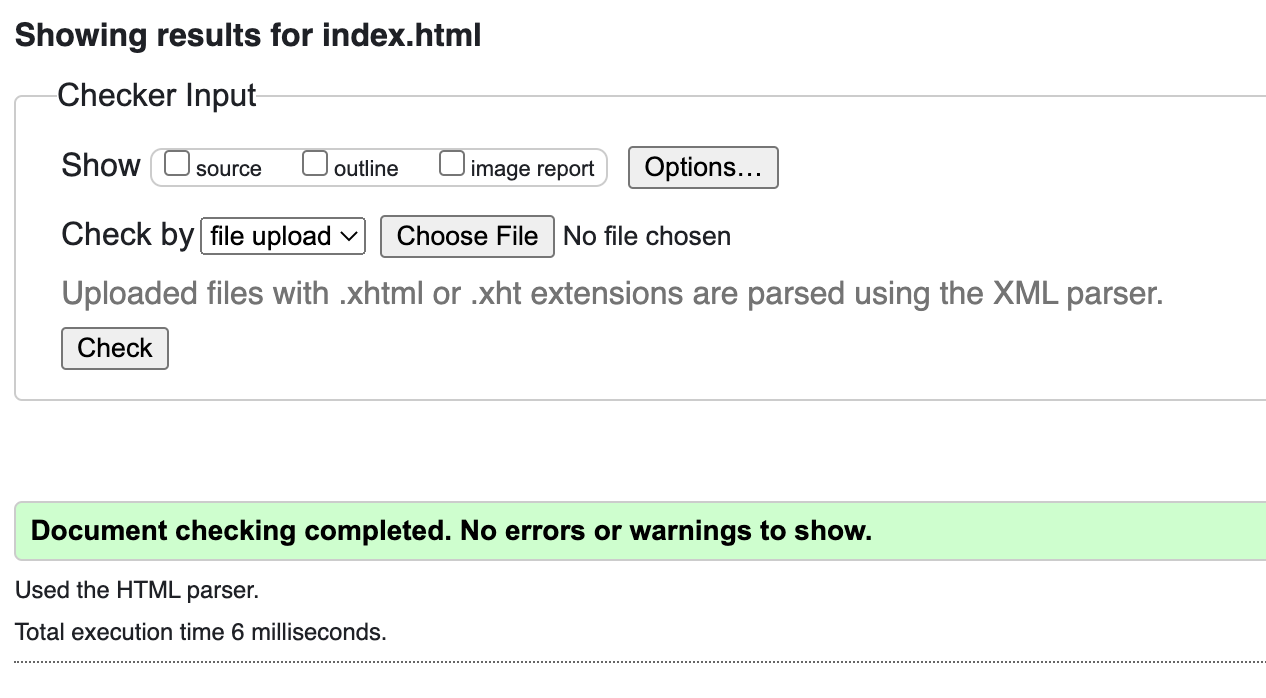 Showing results for index.html
Checker Input
Show source outline image report Options…
Check by file upload Choose File No file chosen
Uploaded files with .xhtml or .xht extensions are parsed using the XML parser.
Check
Document checking completed. No errors or warnings to show.
Used the HTML parser.
Total execution time 6 milliseconds.